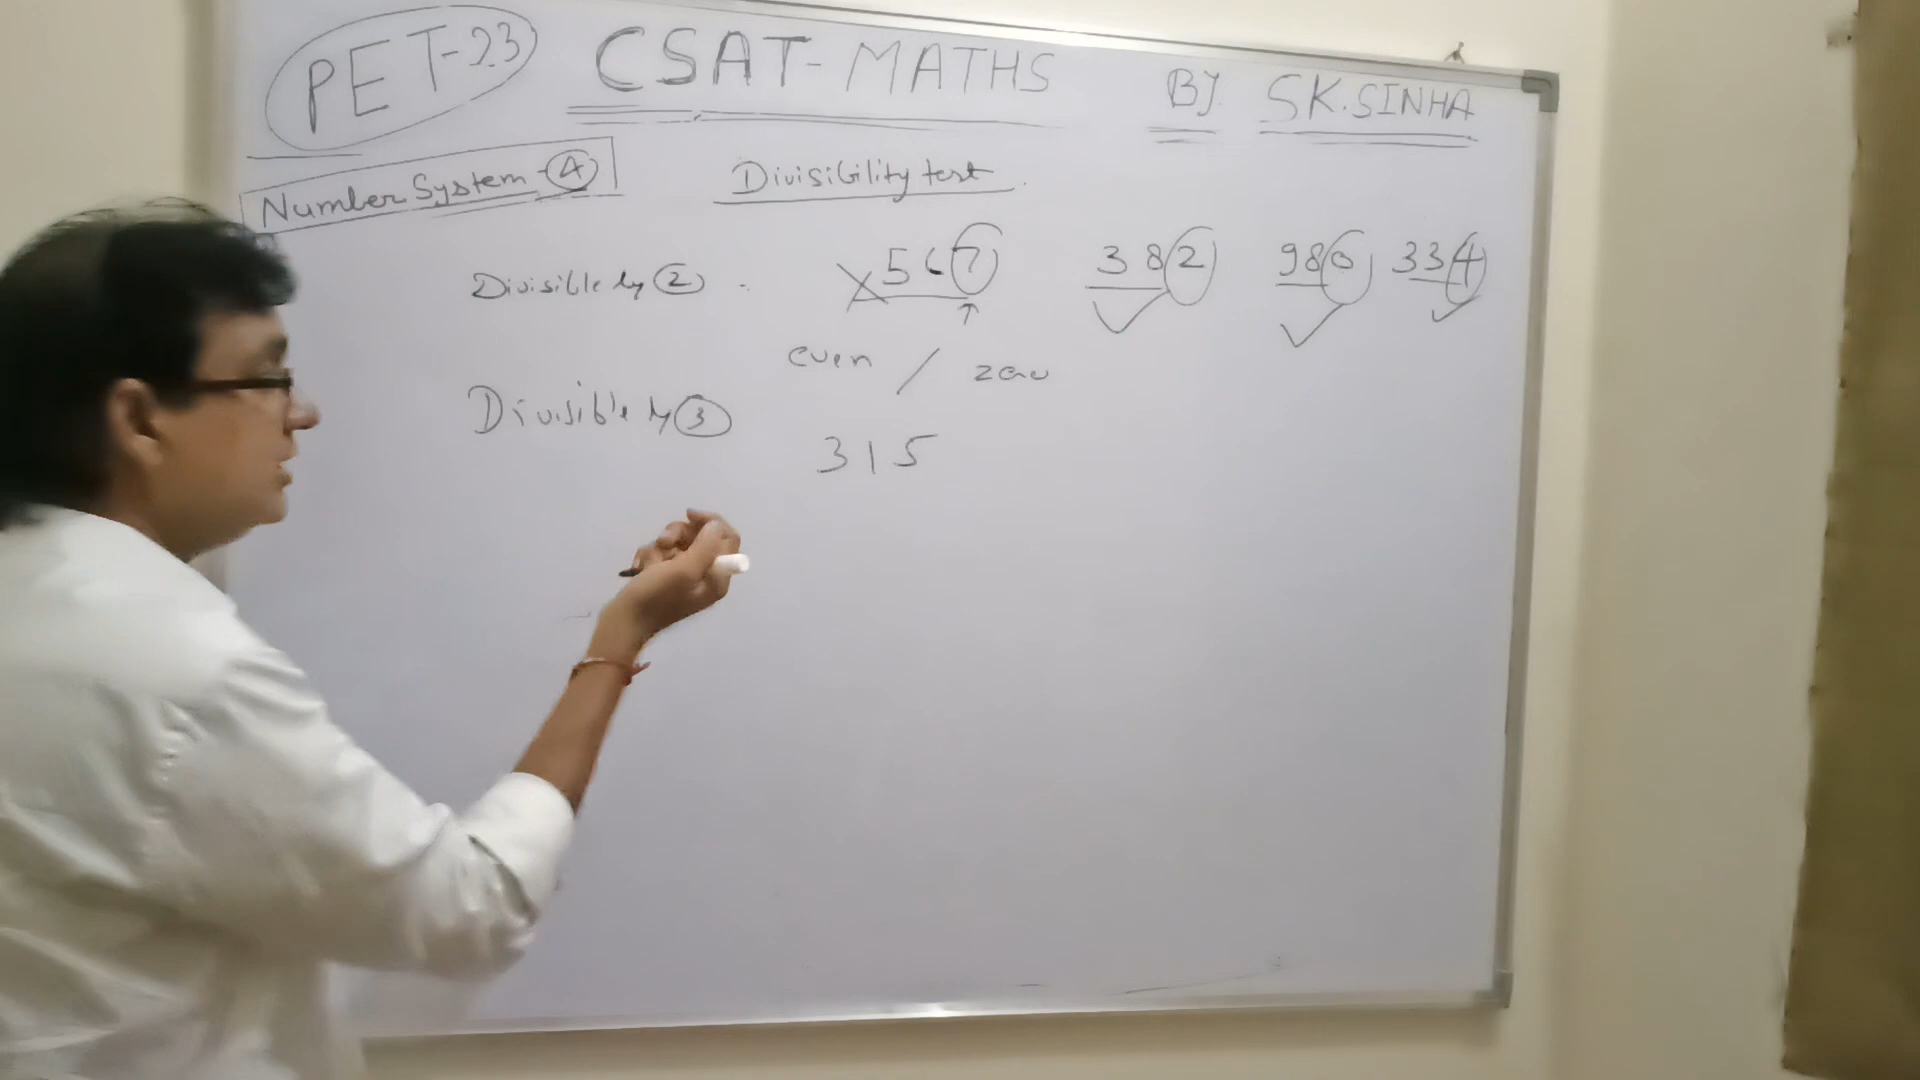 PET-23 CSAT-MATHS BY SK.SINHA
Number System-4 Divisibility test
Divisible by 2 567 382 980 334
even / zero
Divisible by 3
315